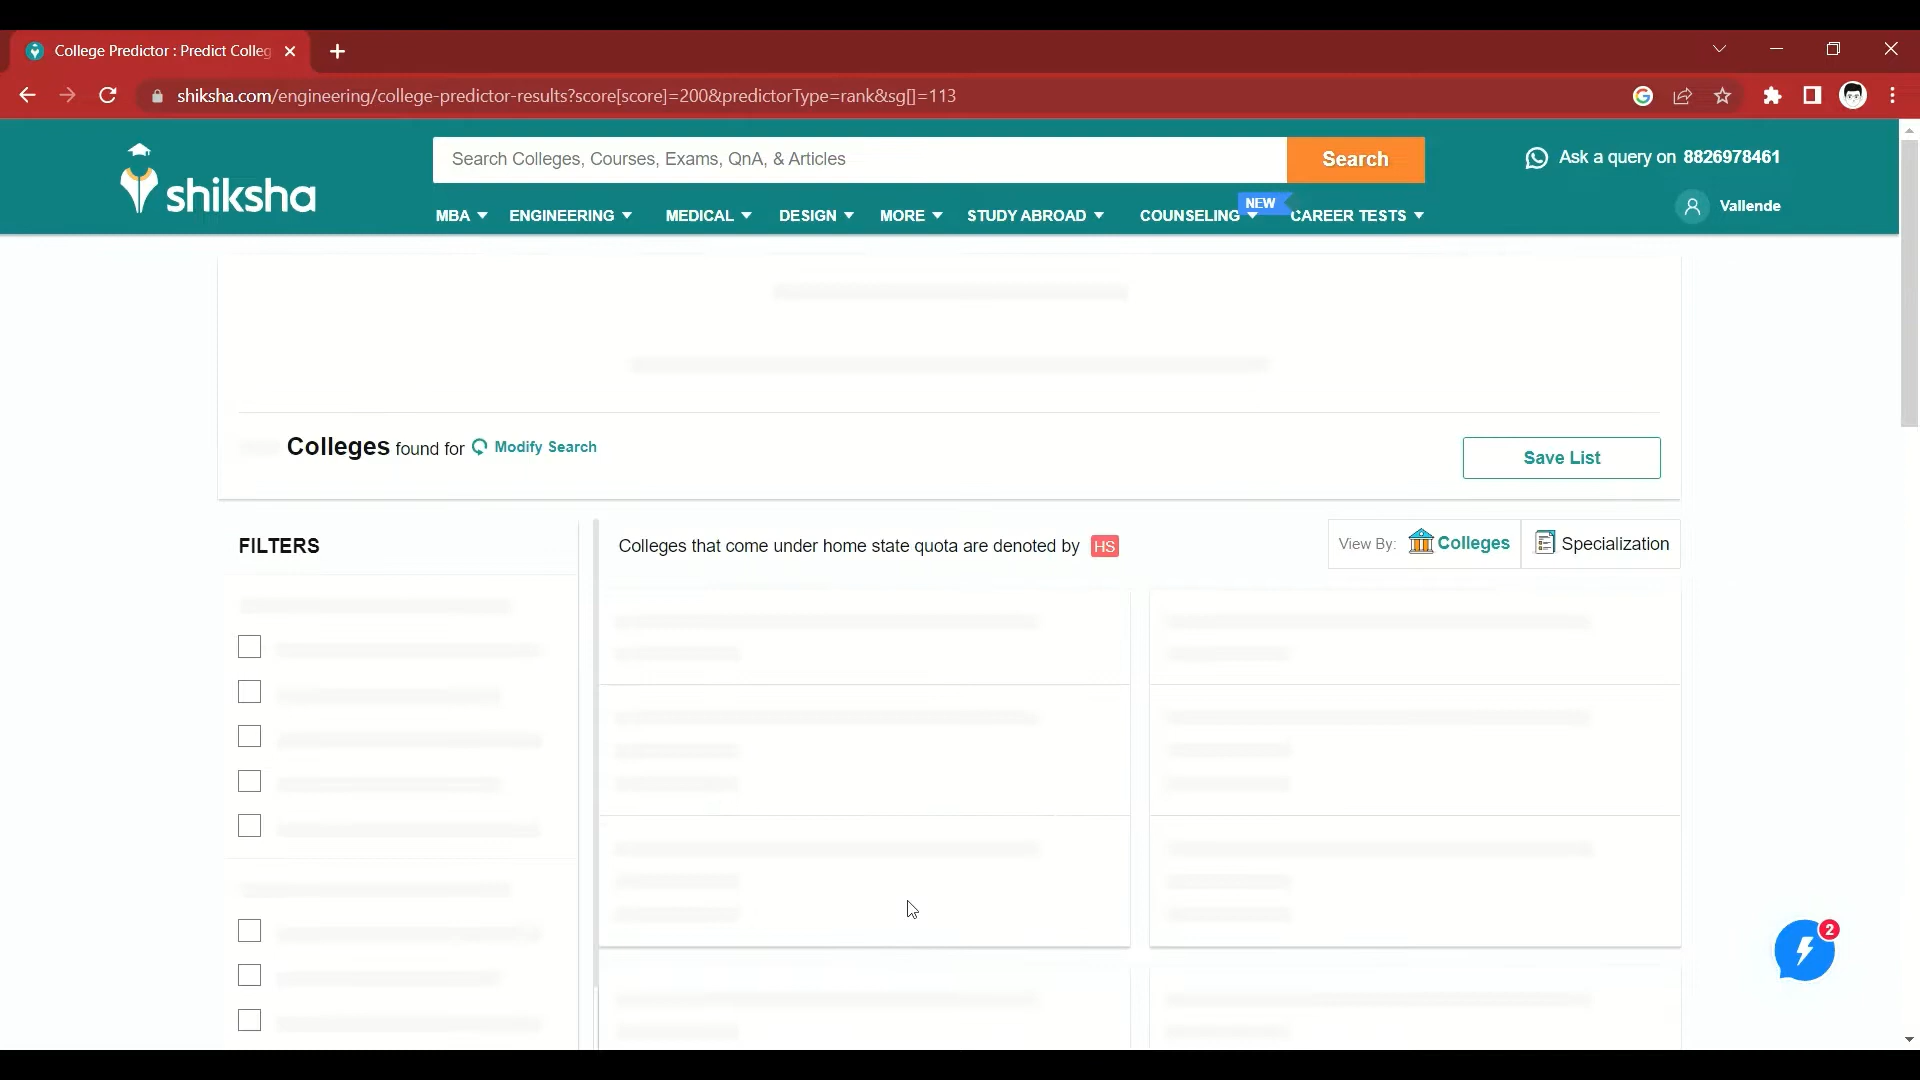 College Predictor : Predict Colleg
shiksha.com/engineering/college-predictor-results?score[score]=200&predictorType=rank&sg[]=113
shiksha
Search Colleges, Courses, Exams, QnA, & Articles
Search
Ask a query on 8826978461
NEW
MBA ENGINEERING MEDICAL DESIGN MORE STUDY ABROAD COUNSELING CAREER TESTS
Vallende
Colleges found for Modify Search
Save List
FILTERS
Colleges that come under home state quota are denoted by HS
View By: Colleges Specialization
2